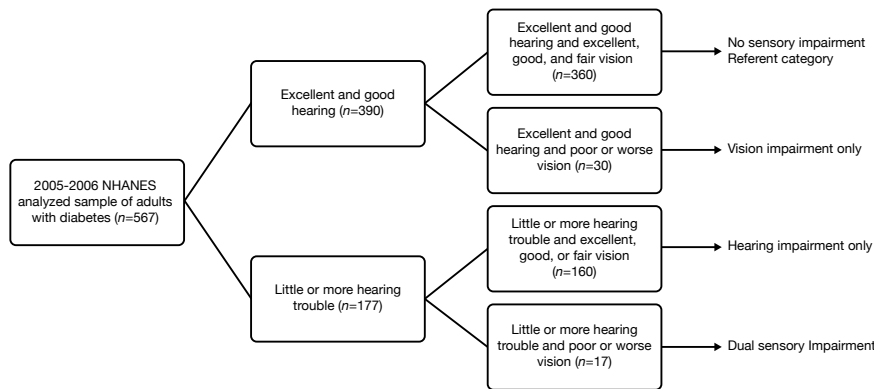 2005-2006 NHANES
analyzed sample of adults
with diabetes (n=567)
Excellent and good
hearing (n=390)
Little or more hearing
trouble (n=177)
Excellent and good
hearing and excellent,
good, and fair vision
(n=360)
Excellent and good
hearing and poor or worse
vision (n=30)
Little or more hearing
trouble and excellent,
good, or fair vision
(n=160)
Little or more hearing
trouble and poor or worse
vision (n=17)
No sensory impairment
Referent category
Vision impairment only
Hearing impairment only
Dual sensory Impairment